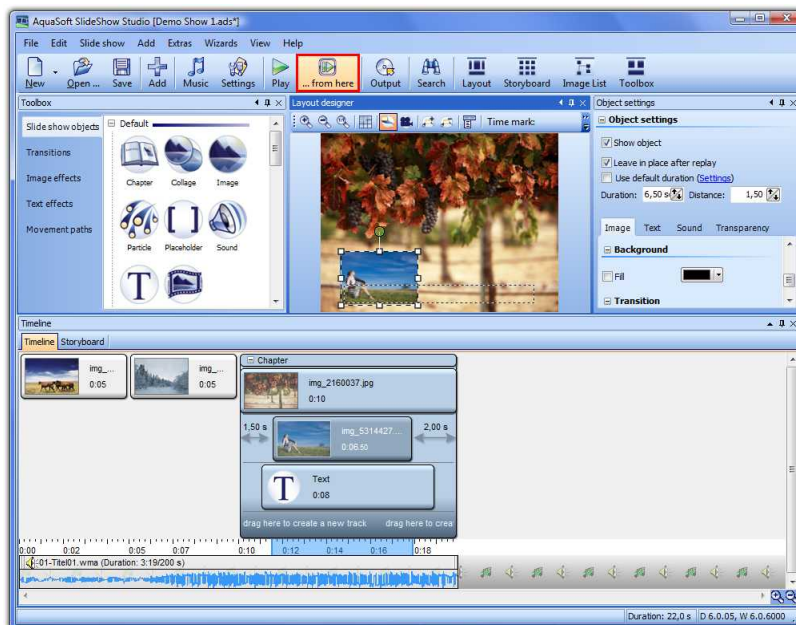 AquaSoft SlideShow Studio [Demo Show 1.ads*]
File Edit Slide show Add Extras Wizards View Help
New Open ... Save Add Music Settings Play ... from here Output Search Layout Storyboard Image List Toolbox
Toolbox
Slide show objects
Transitions
Image effects
Text effects
Movement paths
Default
Chapter Collage Image
Particle Placeholder Sound
T
Layout designer
Time mark:
Object settings
Object settings
Show object
Leave in place after replay
Use default duration (Settings)
Duration: 6,50 s Distance: 1,50
Image Text Sound Transparency
Background
Fill
Transition
Timeline
Timeline Storyboard
img_...
0:05
img_...
0:05
Chapter
img_2160037.jpg
0:10
1,50 s
img_5314427....
0:06.50
2,00 s
T
Text
0:08
drag here to create a new track drag here to crea
0:00 0:02 0:05 0:07 0:10 0:12 0:14 0:16 0:18
-01-Titel01.wma (Duration: 3:19/200 s)
Duration: 22,0 s D 6.0.05, W 6.0.6000